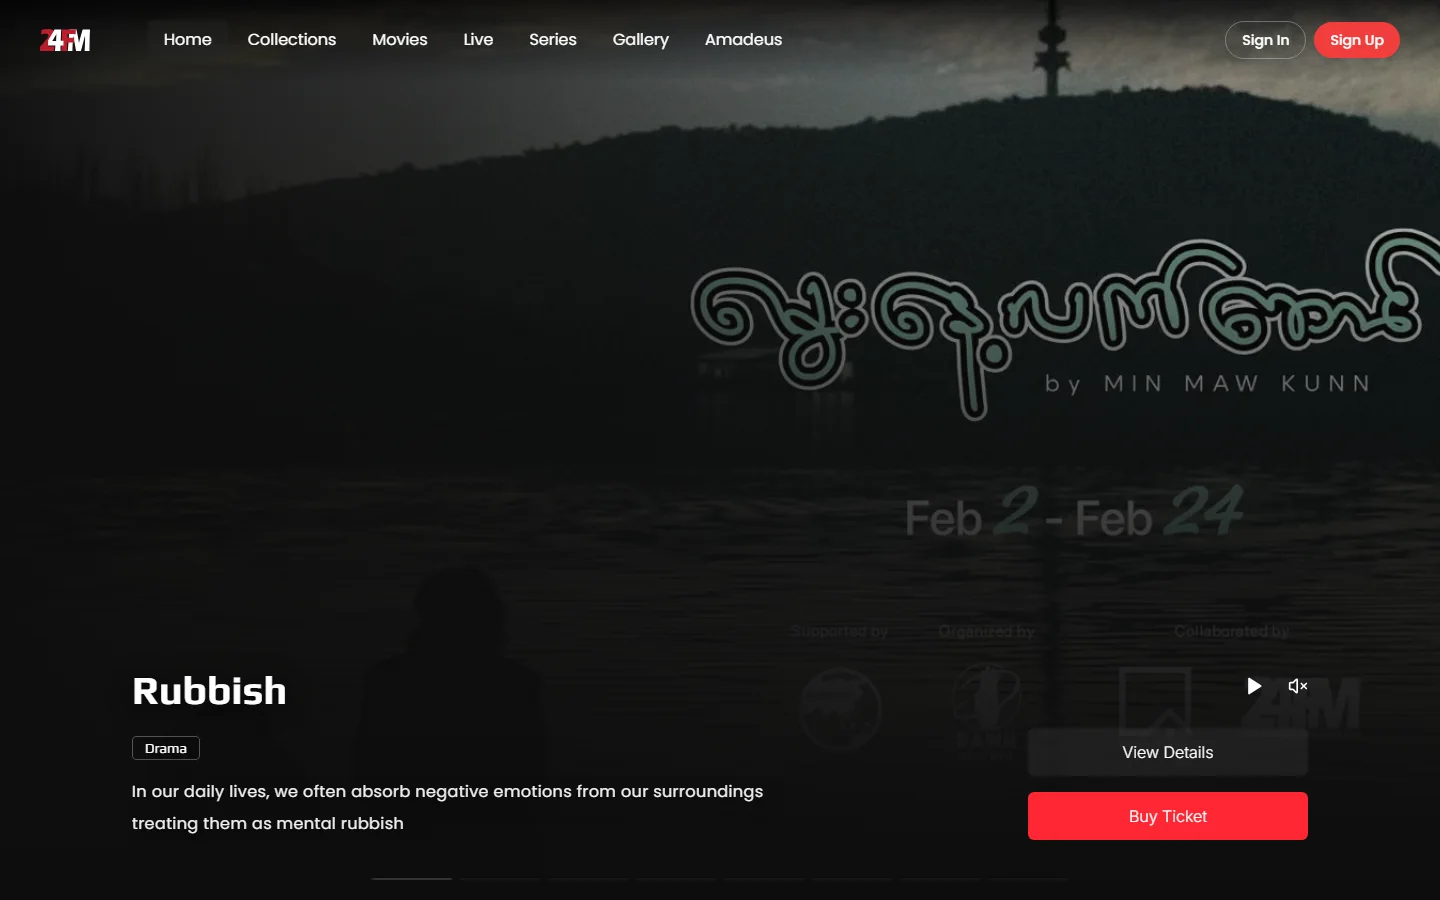 24FM
Home
Collections
Movies
Live
Series
Gallery
Amadeus
Sign In
Sign Up
by MIN MAW KUNN
Feb 2 - Feb 24
Supported by
Organized by
Collaborated by
Rubbish
Drama
In our daily lives, we often absorb negative emotions from our surroundings
treating them as mental rubbish
View Details
Buy Ticket